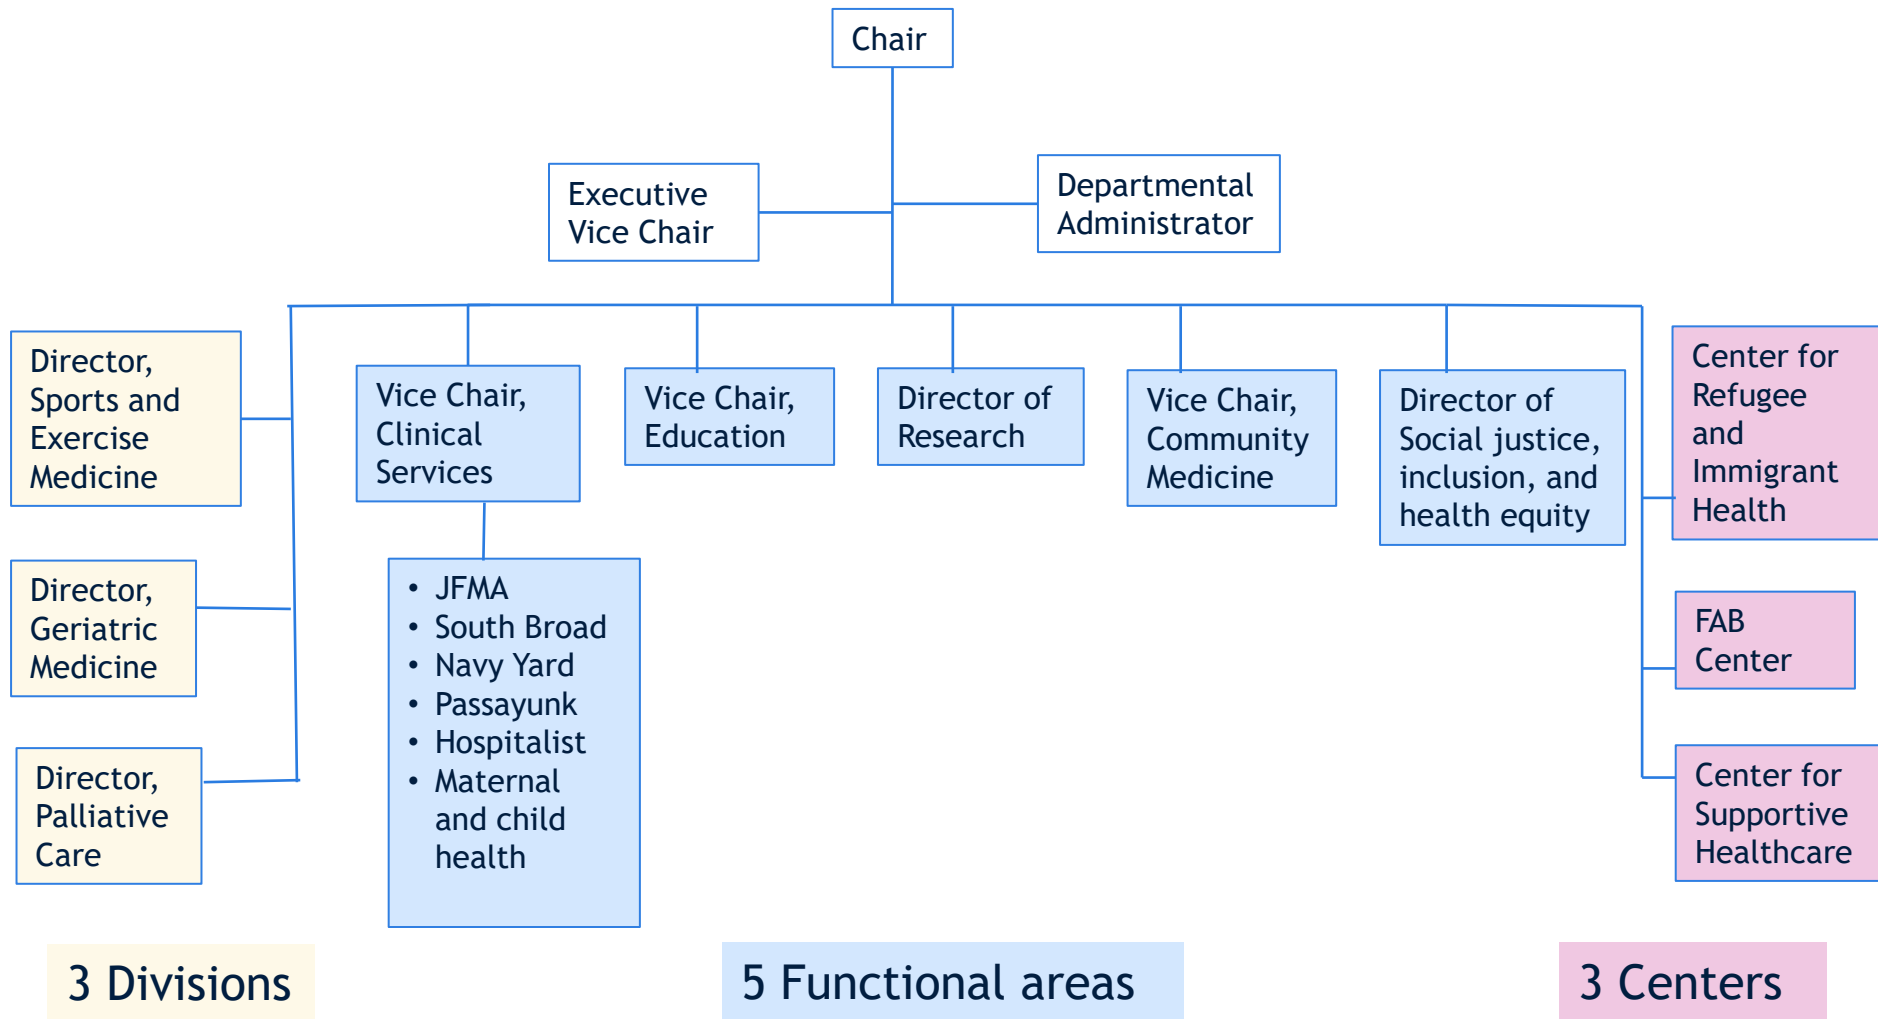 Chair
Executive
Vice Chair
Departmental
Administrator
Director,
Sports and
Exercise
Medicine
Director,
Geriatric
Medicine
Director,
Palliative
Care
Vice Chair,
Clinical
Services
• JFMA
• South Broad
• Navy Yard
• Passayunk
• Hospitalist
• Maternal
and child
health
Vice Chair,
Education
Director of
Research
Vice Chair,
Community
Medicine
Director of
Social justice,
inclusion, and
health equity
Center for
Refugee
and
Immigrant
Health
FAB
Center
Center for
Supportive
Healthcare
3 Divisions
5 Functional areas
3 Centers